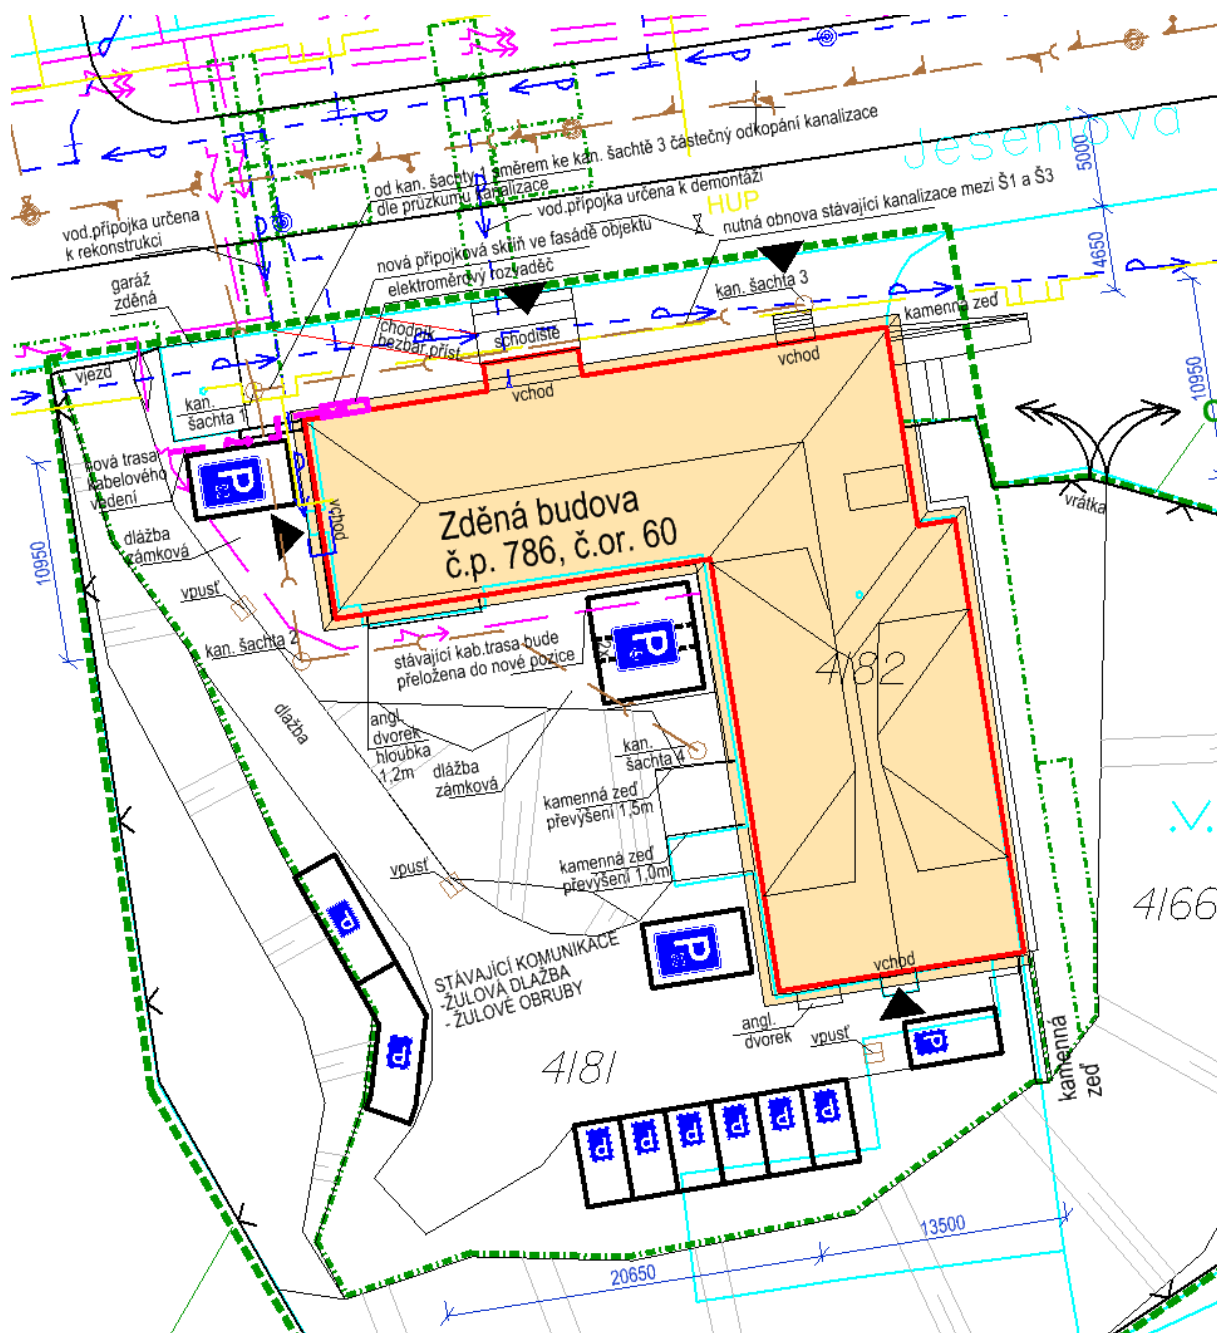 Jeseniova
5000
od kan. šachty 1 směrem ke kan. šachtě 3 částečný odkopání kanalizace
dle průzkumu kanalizace
vod.přípojka určena k demontáži
HUP
nutná obnova stávající kanalizace mezi Š1 a Š3
vod.přípojka určena
k rekonstrukci
nová přípojková skříň ve fasádě objektu
elektroměrový rozvaděč
4650
garáž
zděná
kan. šachta 3
kamenná zeď
chodník
bezbar.příst.
schodiště
vchod
vchod
vjezd
kan.
šachta 1
10950
nová trasa
kabelového
vedení
P
vchod
Zděná budova
č.p. 786, č.or. 60
vrátka
10950
dlážba
zámková
vpusť
kan. šachta 2
stávající kab.trasa bude
přeložena do nové pozice
2x
P
4182
dlažba
angl.
dvorek
hloubka
1,2m
dlážba
zámková
kan.
šachta 4
kamenná zeď
převýšení 1,5m
kamenná zeď
převýšení 1,0m
vpusť
4166
P
STÁVAJÍCÍ KOMUNIKACE
-ŽULOVÁ DLAŽBA
- ŽULOVÉ OBRUBY
P
vchod
angl.
dvorek
vpusť
P
P
kamenná
zeď
4181
P
P
P
P
P
P
13500
20650